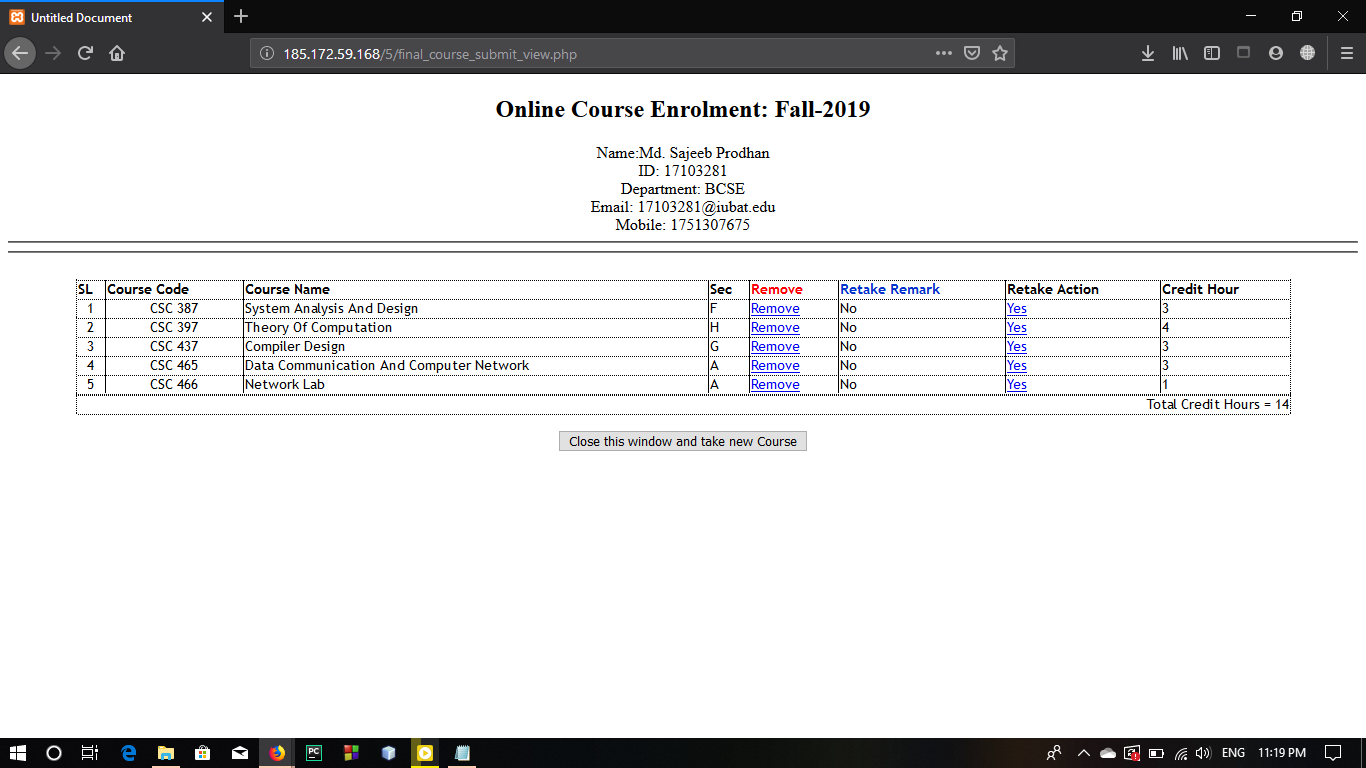 Untitled Document
185.172.59.168/5/final_course_submit_view.php
Online Course Enrolment: Fall-2019
Name:Md. Sajeeb Prodhan
ID: 17103281
Department: BCSE
Email: 17103281@iubat.edu
Mobile: 1751307675
SL Course Code Course Name Sec Remove Retake Remark Retake Action Credit Hour
1 CSC 387 System Analysis And Design F Remove No Yes 3
2 CSC 397 Theory Of Computation H Remove No Yes 4
3 CSC 437 Compiler Design G Remove No Yes 3
4 CSC 465 Data Communication And Computer Network A Remove No Yes 3
5 CSC 466 Network Lab A Remove No Yes 1
Total Credit Hours = 14
Close this window and take new Course
PC ENG 11:19 PM